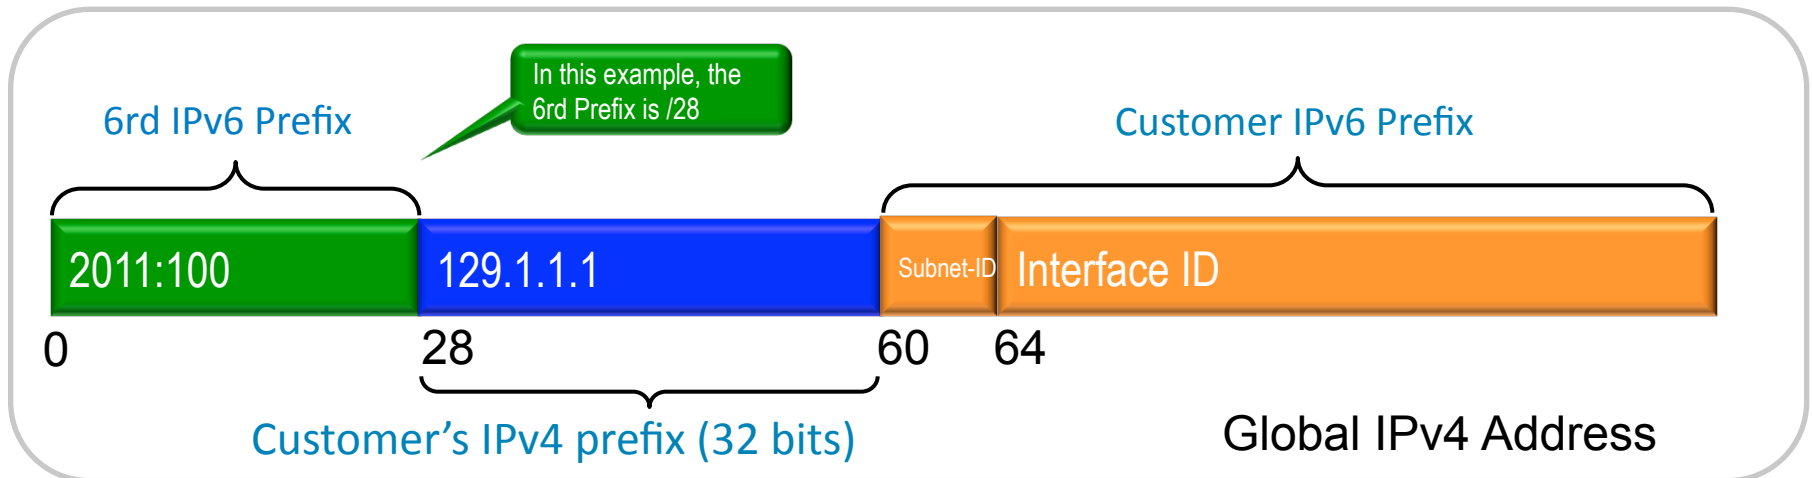 In this example, the
6rd Prefix is /28
6rd IPv6 Prefix
Customer IPv6 Prefix
2011:100
129.1.1.1
Subnet-ID
Interface ID
0
28
60
64
Customer’s IPv4 prefix (32 bits)
Global IPv4 Address